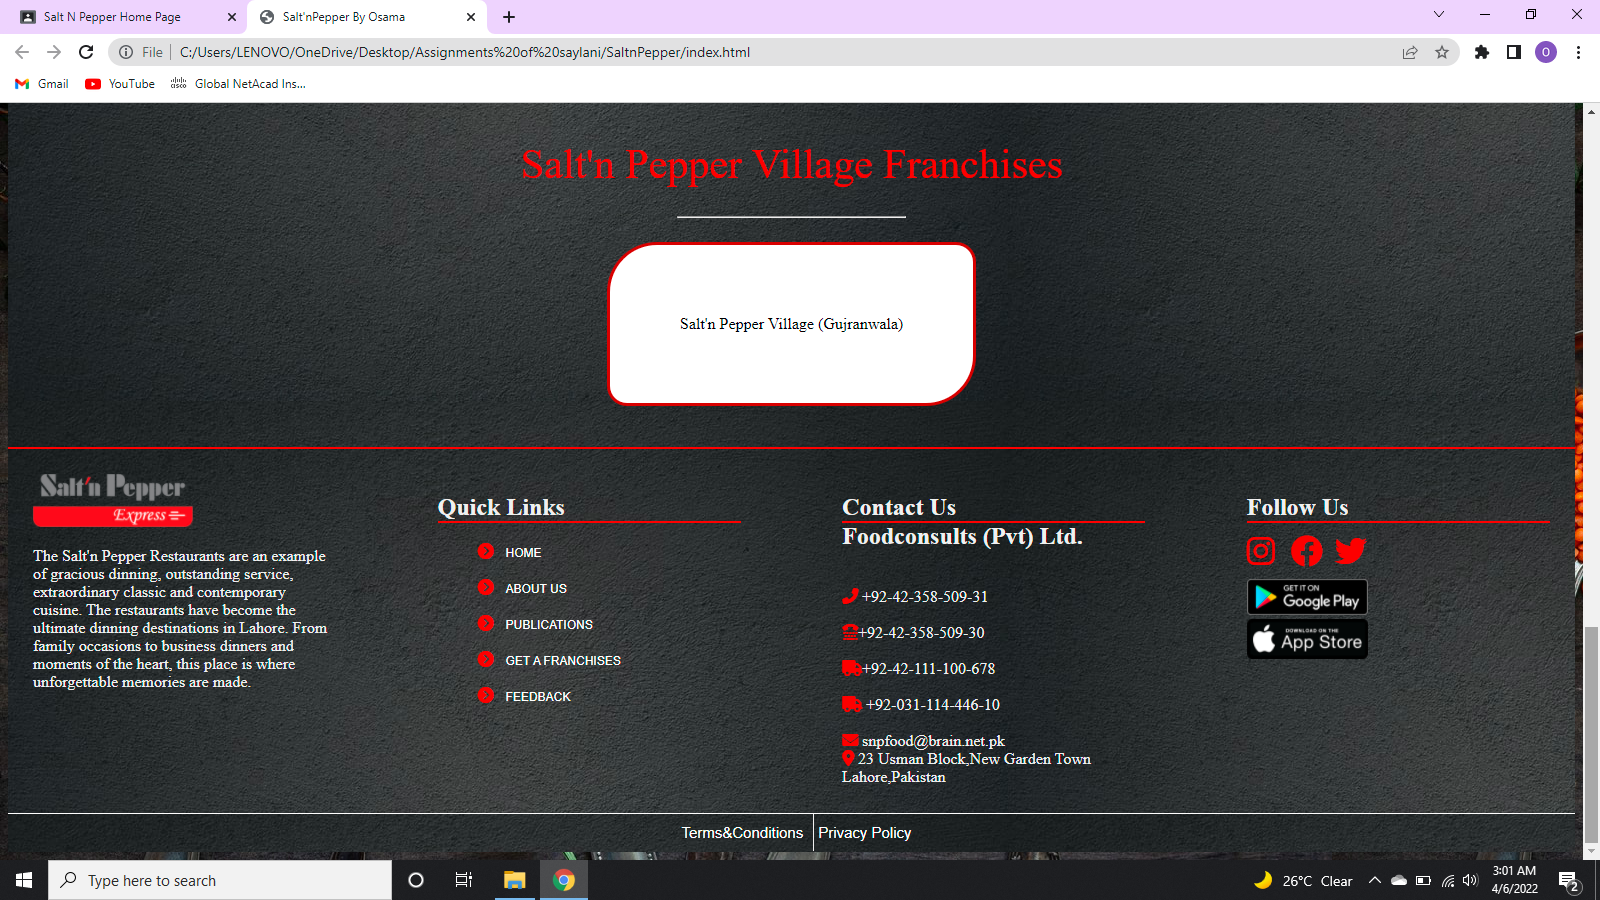 Salt N Pepper Home Page
Salt'nPepper By Osama
File
C:/Users/LENOVO/OneDrive/Desktop/Assignments%20of%20saylani/SaltnPepper/index.html
O
Gmail
YouTube
cisco
Global NetAcad Ins...
Salt'n Pepper Village Franchises
Salt'n Pepper Village (Gujranwala)
Salt'n Pepper
Express
The Salt'n Pepper Restaurants are an example
of gracious dinning, outstanding service,
extraordinary classic and contemporary
cuisine. The restaurants have become the
ultimate dinning destinations in Lahore. From
family occasions to business dinners and
moments of the heart, this place is where
unforgettable memories are made.
Quick Links
HOME
ABOUT US
PUBLICATIONS
GET A FRANCHISES
FEEDBACK
Contact Us
Foodconsults (Pvt) Ltd.
+92-42-358-509-31
+92-42-358-509-30
+92-42-111-100-678
+92-031-114-446-10
snpfood@brain.net.pk
23 Usman Block,New Garden Town
Lahore,Pakistan
Follow Us
GET IT ON
Google Play
DOWNLOAD ON THE
App Store
Terms&Conditions
Privacy Policy
Type here to search
26°C Clear
3:01 AM
4/6/2022
2